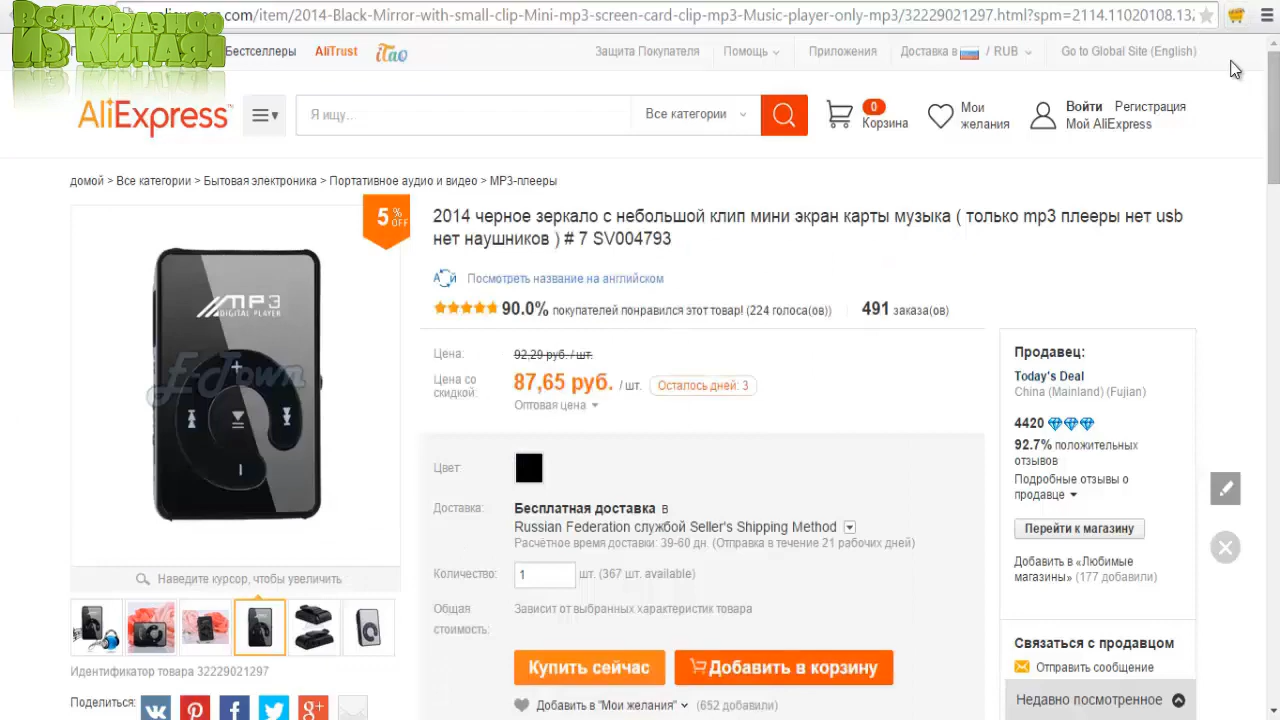 Всяко разное
Из Китая
.com/item/2014-Black-Mirror-with-small-clip-Mini-mp3-screen-card-clip-mp3-Music-player-only-mp3/32229021297.html?spm=2114.11020108.13
Бестселлеры
AliTrust
iTao
Защита Покупателя
Помощь
Приложения
Доставка в / RUB
Go to Global Site (English)
AliExpress™
Я ищу...
Все категории
0
Корзина
Мои
желания
Войти Регистрация
Мой AliExpress
домой > Все категории > Бытовая электроника > Портативное аудио и видео > MP3-плееры
5 % OFF
2014 черное зеркало с небольшой клип мини экран карты музыка ( только mp3 плееры нет usb
нет наушников ) # 7 SV004793
Посмотреть название на английском
90.0% покупателей понравился этот товар! (224 голоса(ов))
491 заказа(ов)
MP3
DIGITAL PLAYER
E-Town
Цена:
92,29 руб. / шт.
Цена со
скидкой:
87,65 руб. / шт.
Осталось дней: 3
Оптовая цена
Цвет:
Доставка:
Бесплатная доставка в
Russian Federation службой Seller's Shipping Method
Расчётное время доставки: 39-60 дн. (Отправка в течение 21 рабочих дней)
Количество:
1
шт. (367 шт. available)
Общая
стоимость:
Зависит от выбранных характеристик товара
Купить сейчас
Добавить в корзину
Добавить в "Мои желания"
(652 добавили)
Наведите курсор, чтобы увеличить
Идентификатор товара 32229021297
Поделиться:
Продавец:
Today's Deal
China (Mainland) (Fujian)
4420
92.7% положительных
отзывов
Подробные отзывы о
продавце
Перейти к магазину
Добавить в «Любимые
магазины» (177 добавили)
Связаться с продавцом
Отправить сообщение
Недавно посмотренное